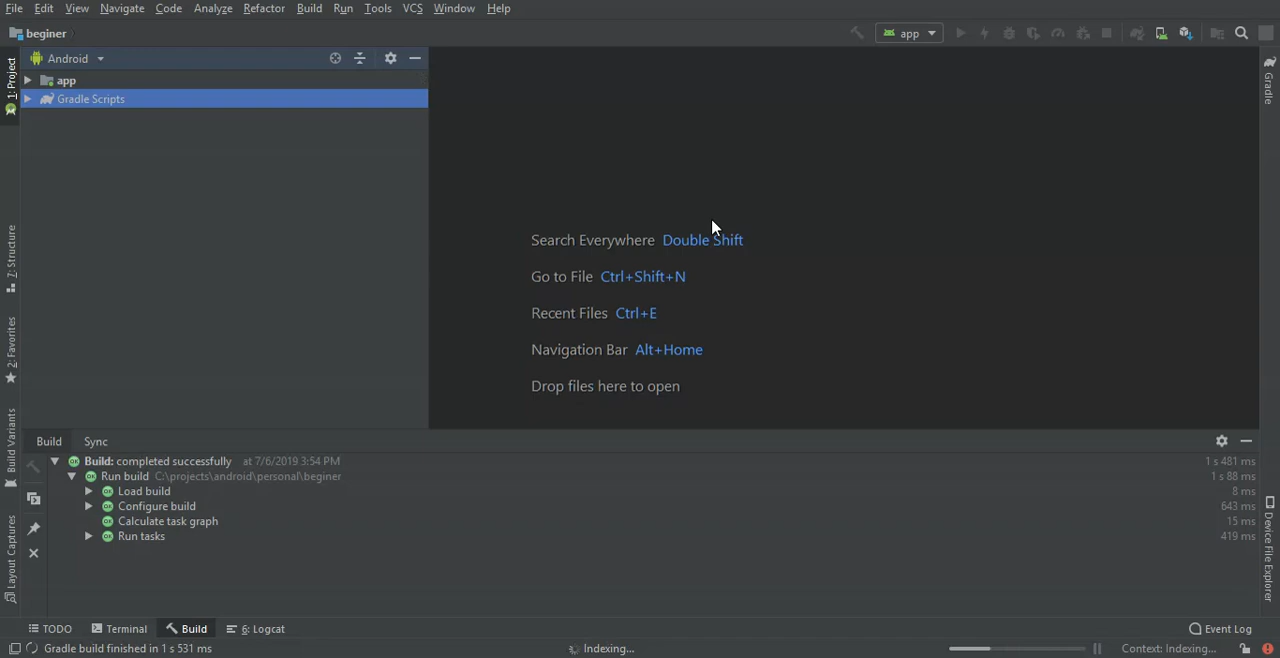 File Edit View Navigate Code Analyze Refactor Build Run Tools VCS Window Help
beginer
app
Android
1: Project
app
Gradle Scripts
Gradle
Search Everywhere Double Shift
Go to File Ctrl+Shift+N
Recent Files Ctrl+E
Navigation Bar Alt+Home
Drop files here to open
7: Structure
2: Favorites
Build Variants
Layout Captures
Build Sync
Build: completed successfully at 7/6/2019 3:54 PM 1 s 481 ms
Run build C:\projects\android\personal\beginer 1 s 88 ms
Load build 8 ms
Configure build 643 ms
Calculate task graph 15 ms
Run tasks 419 ms
Device File Explorer
TODO Terminal Build 6: Logcat Event Log
Gradle build finished in 1 s 531 ms Indexing... Context: Indexing...